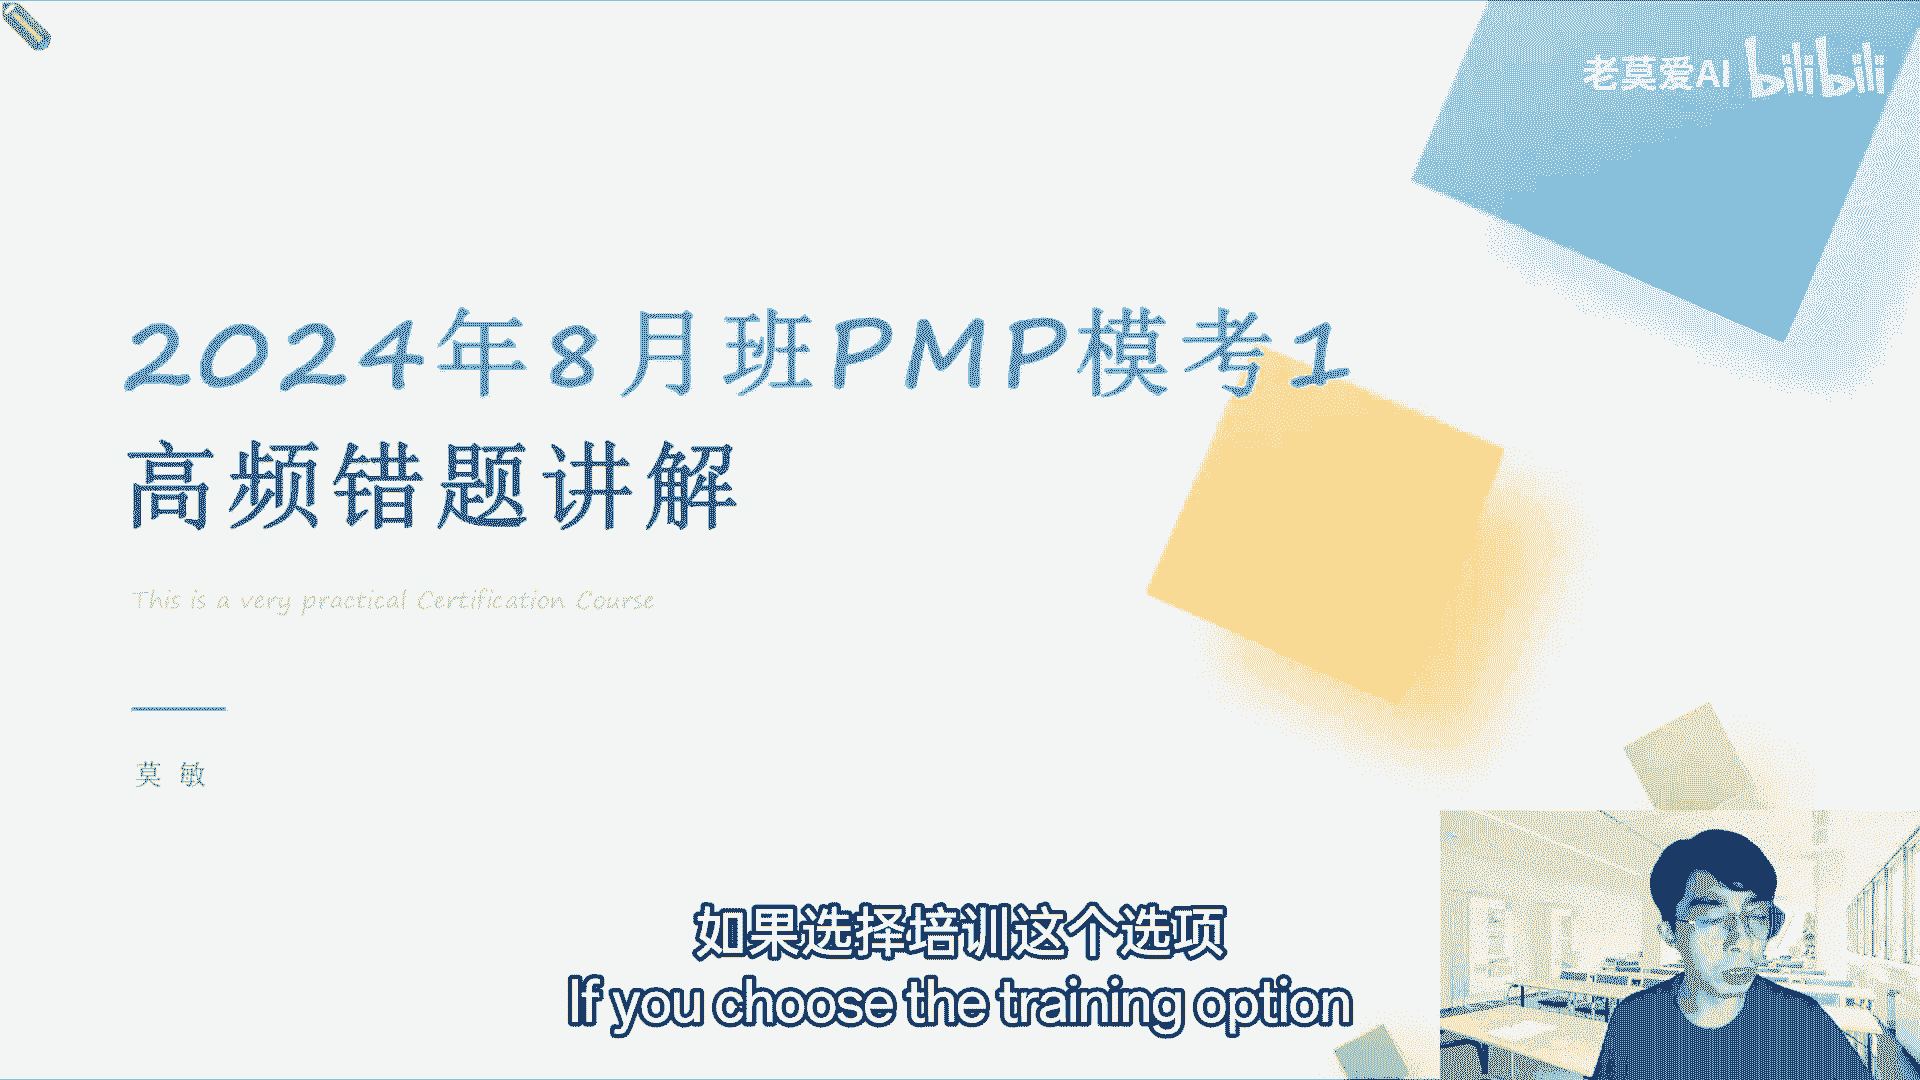 老莫爱AI bilibili
2024年8月班PMP模考1
高频错题讲解
This is a very practical Certification Course
莫 敏
如果选择培训这个选项
If you choose the training option